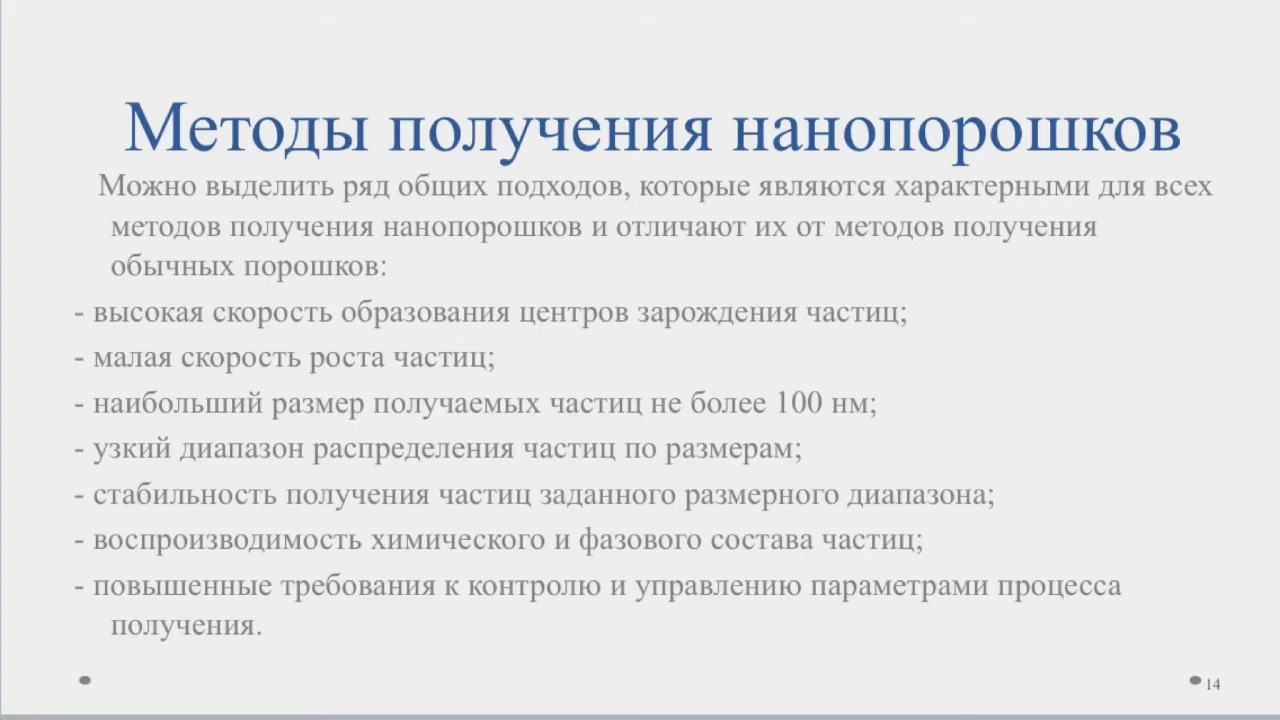 Методы получения нанопорошков
Можно выделить ряд общих подходов, которые являются характерными для всех
методов получения нанопорошков и отличают их от методов получения
обычных порошков:
- высокая скорость образования центров зарождения частиц;
- малая скорость роста частиц;
- наибольший размер получаемых частиц не более 100 нм;
- узкий диапазон распределения частиц по размерам;
- стабильность получения частиц заданного размерного диапазона;
- воспроизводимость химического и фазового состава частиц;
- повышенные требования к контролю и управлению параметрами процесса
получения.
14